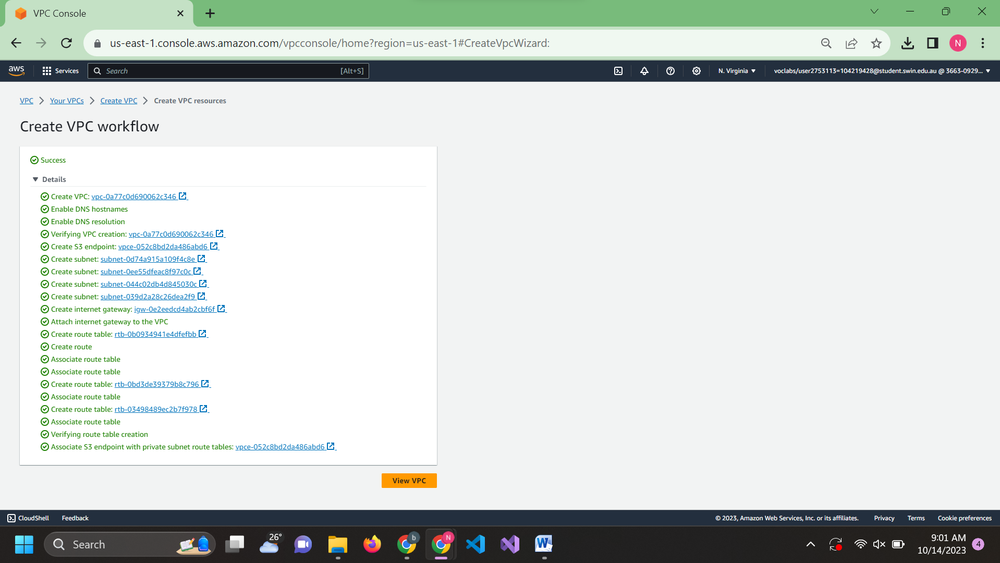 VPC Console
us-east-1.console.aws.amazon.com/vpcconsole/home?region=us-east-1#CreateVpcWizard:
N
aws
Services
Search
[Alt+S]
N. Virginia
voclabs/user2753113=104219428@student.swin.edu.au @ 3663-0929...
VPC
Your VPCs
Create VPC
Create VPC resources
Create VPC workflow
Success
Details
Create VPC: vpc-0a77c0d690062c346
Enable DNS hostnames
Enable DNS resolution
Verifying VPC creation: vpc-0a77c0d690062c346
Create S3 endpoint: vpce-052c8bd2da486abd6
Create subnet: subnet-0d74a915a109f4c8e
Create subnet: subnet-0ee55dfeac8f97c0c
Create subnet: subnet-044c02db4d845030c
Create subnet: subnet-039d2a28c26dea2f9
Create internet gateway: igw-0e2eedcd4ab2cbf6f
Attach internet gateway to the VPC
Create route table: rtb-0b0934941e4dfefbb
Create route
Associate route table
Associate route table
Create route table: rtb-0bd3de39379b8c796
Associate route table
Create route table: rtb-03498489ec2b7f978
Associate route table
Verifying route table creation
Associate S3 endpoint with private subnet route tables: vpce-052c8bd2da486abd6
View VPC
CloudShell
Feedback
© 2023, Amazon Web Services, Inc. or its affiliates.
Privacy
Terms
Cookie preferences
Search
26°
b
N
W
9:01 AM
10/14/2023
4